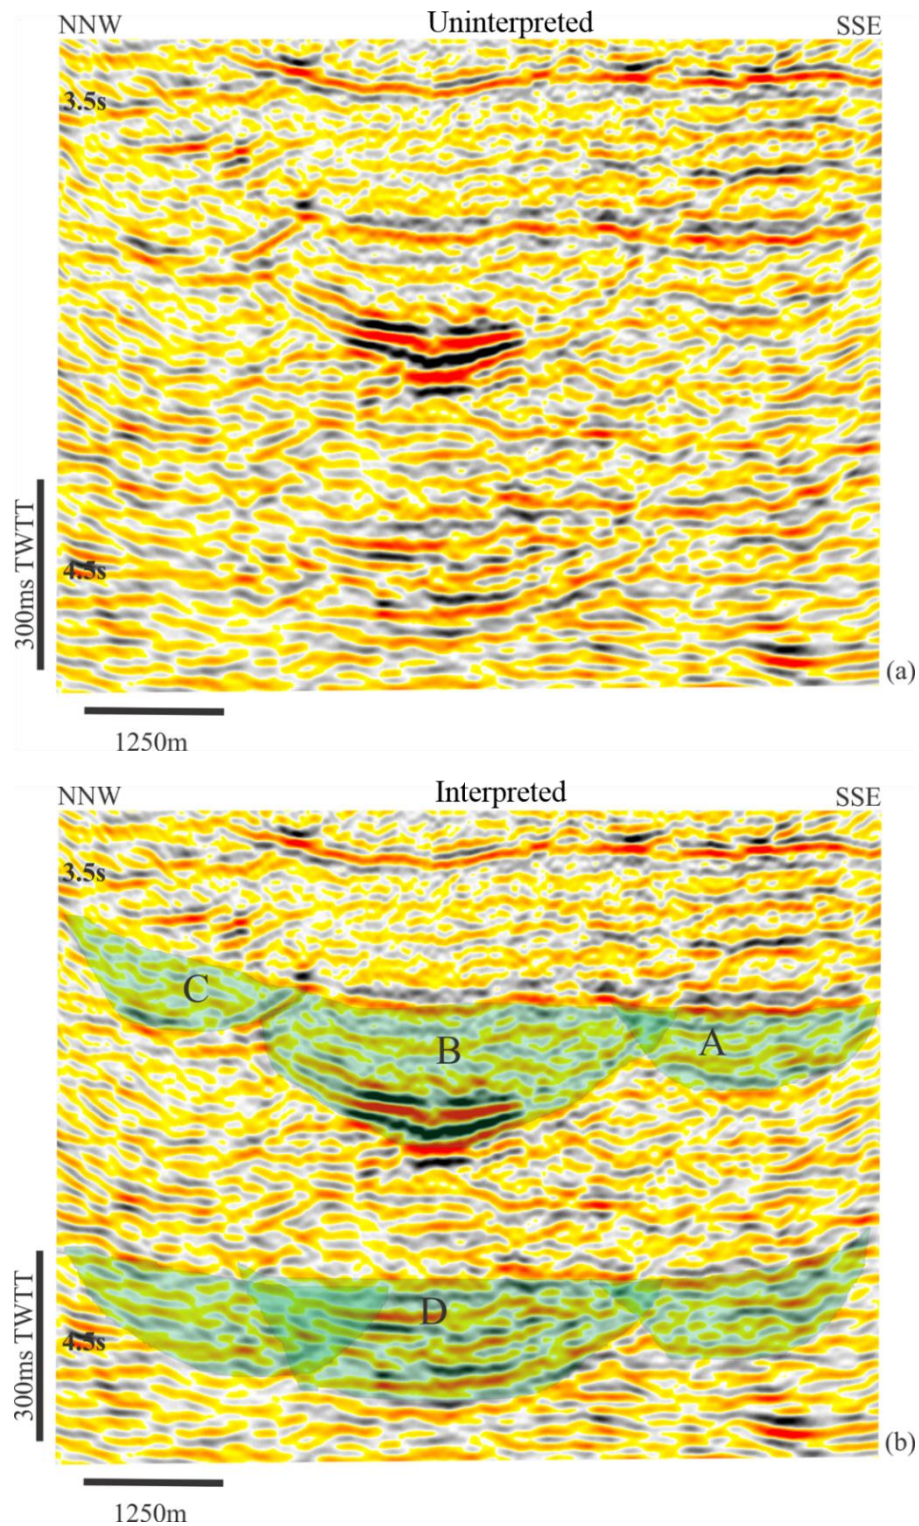 Uninterpreted
NNW SSE
3.5s
4.5s
300ms TWTT
(a)
1250m
Interpreted
NNW SSE
3.5s
C
B
A
D
4.5s
300ms TWTT
(b)
1250m